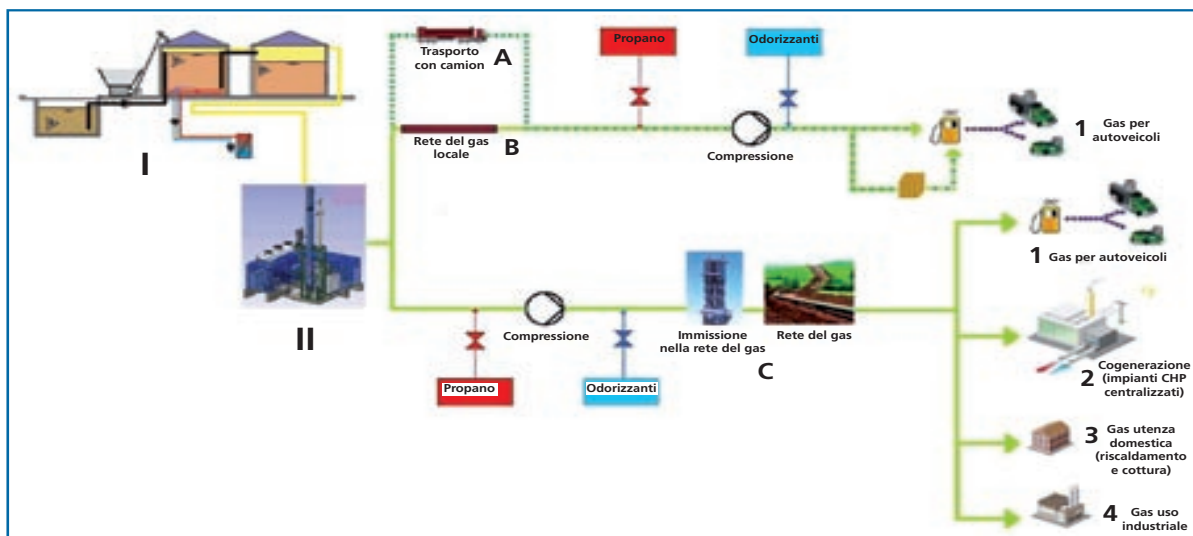 Trasporto
con camion
A
Propano
Odorizzanti
Rete del gas
locale
B
Compressione
1 Gas per
autoveicoli
I
II
1 Gas per autoveicoli
Compressione
Immissione
nella rete del gas
C
Rete del gas
Propano
Odorizzanti
2 Cogenerazione
(impianti CHP
centralizzati)
3 Gas utenza
domestica
(riscaldamento
e cottura)
4 Gas uso
industriale